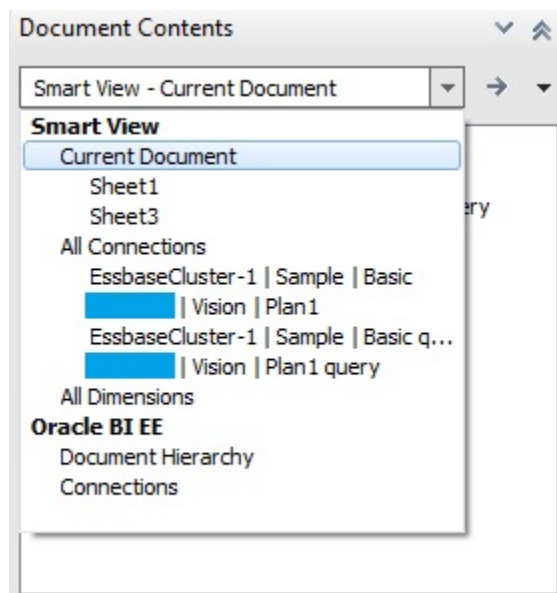 Document Contents
Smart View - Current Document
Smart View
Current Document
Sheet1
Sheet3
ery
All Connections
EssbaseCluster-1 | Sample | Basic
| Vision | Plan1
EssbaseCluster-1 | Sample | Basic q...
| Vision | Plan1 query
All Dimensions
Oracle BI EE
Document Hierarchy
Connections